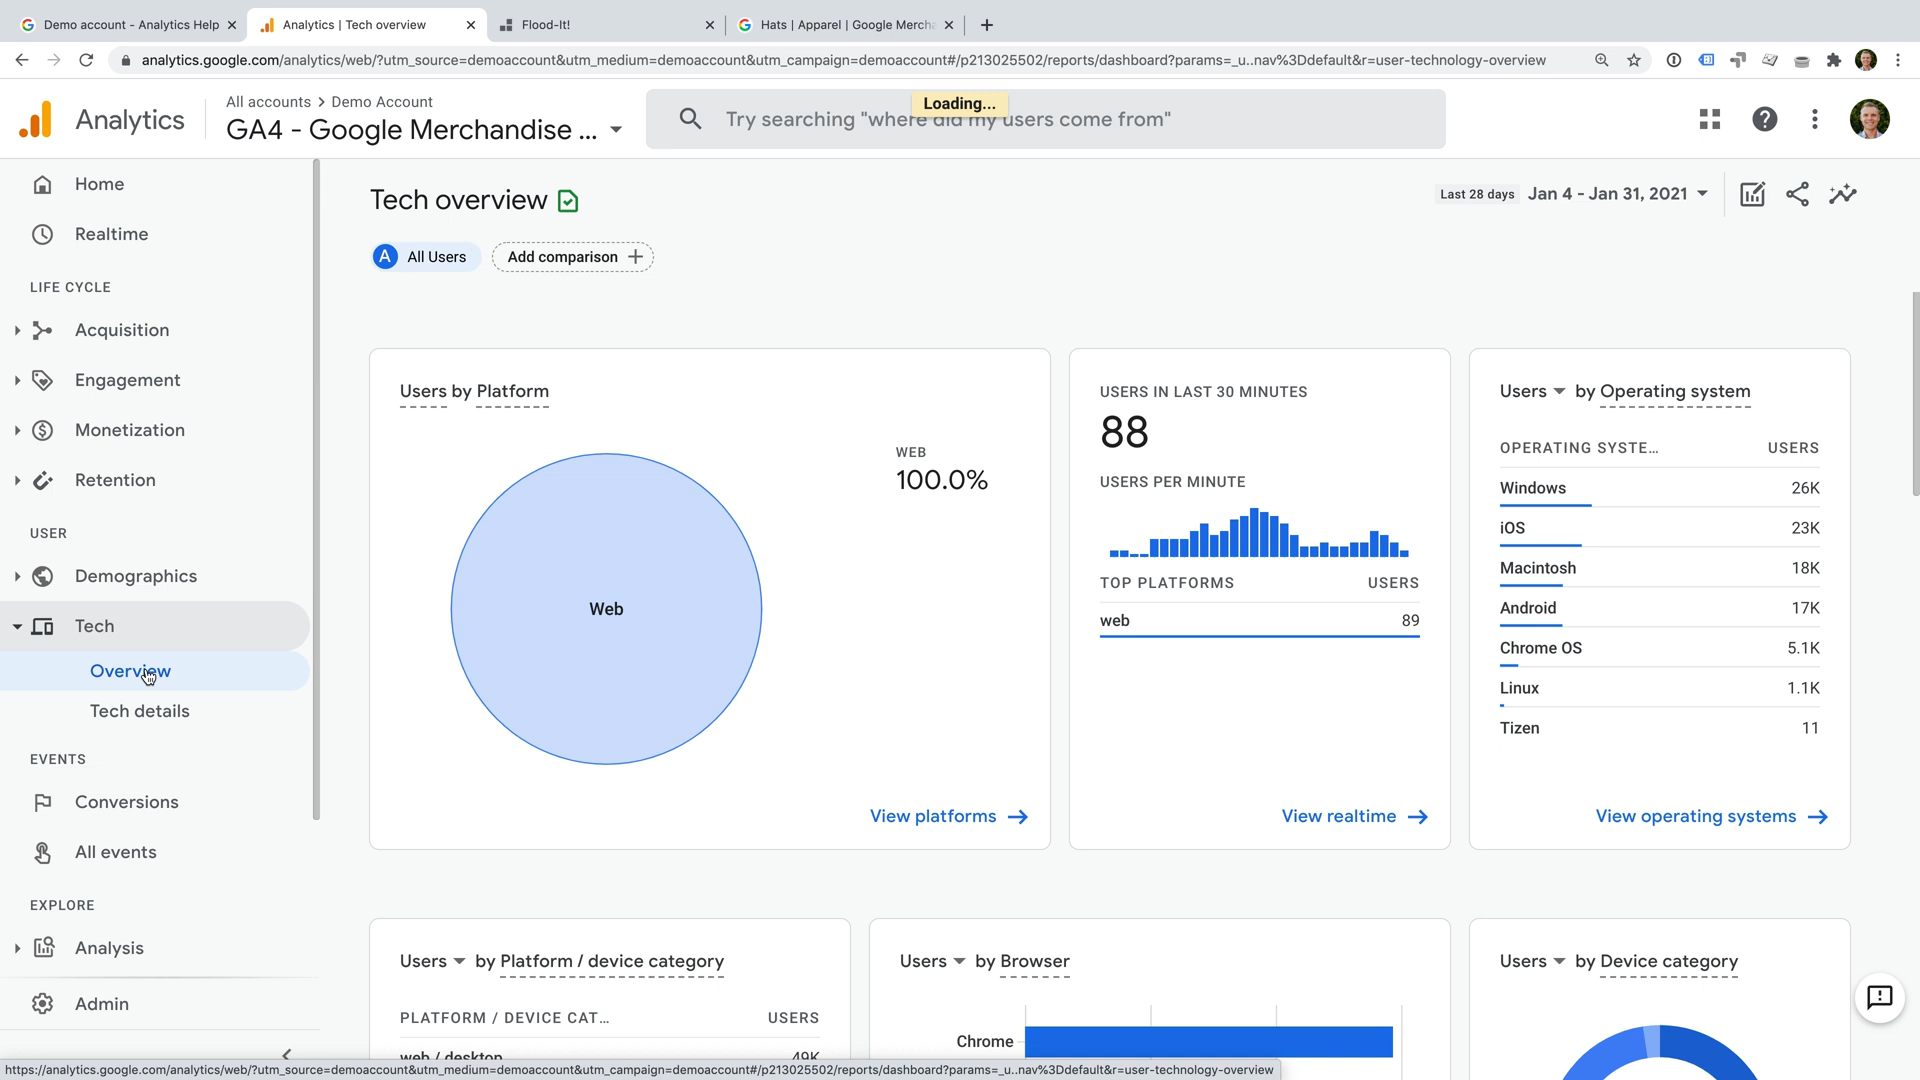 Demo account - Analytics Help
Analytics | Tech overview
Flood-It!
Hats | Apparel | Google Mercha
analytics.google.com/analytics/web/?utm_source=demoaccount&utm_medium=demoaccount&utm_campaign=demoaccount#/p213025502/reports/dashboard?params=_u..nav%3Ddefault&r=user-technology-overview
Analytics
All accounts > Demo Account
GA4 - Google Merchandise ...
Try searching "where did my users come from"
Loading...
Home
Realtime
LIFE CYCLE
Acquisition
Engagement
Monetization
Retention
USER
Demographics
Tech
Overview
Tech details
EVENTS
Conversions
All events
EXPLORE
Analysis
Admin
Tech overview
Last 28 days Jan 4 - Jan 31, 2021
A All Users
Add comparison +
Users by Platform
WEB
100.0%
Web
View platforms
USERS IN LAST 30 MINUTES
88
USERS PER MINUTE
TOP PLATFORMS USERS
web 89
View realtime
Users by Operating system
OPERATING SYSTE... USERS
Windows 26K
iOS 23K
Macintosh 18K
Android 17K
Chrome OS 5.1K
Linux 1.1K
Tizen 11
View operating systems
Users by Platform / device category
PLATFORM / DEVICE CAT... USERS
web / desktop 49K
Users by Browser
Chrome
Users by Device category
https://analytics.google.com/analytics/web/?utm_source=demoaccount&utm_medium=demoaccount&utm_campaign=demoaccount#/p213025502/reports/dashboard?params=_u..nav%3Ddefault&r=user-technology-overview